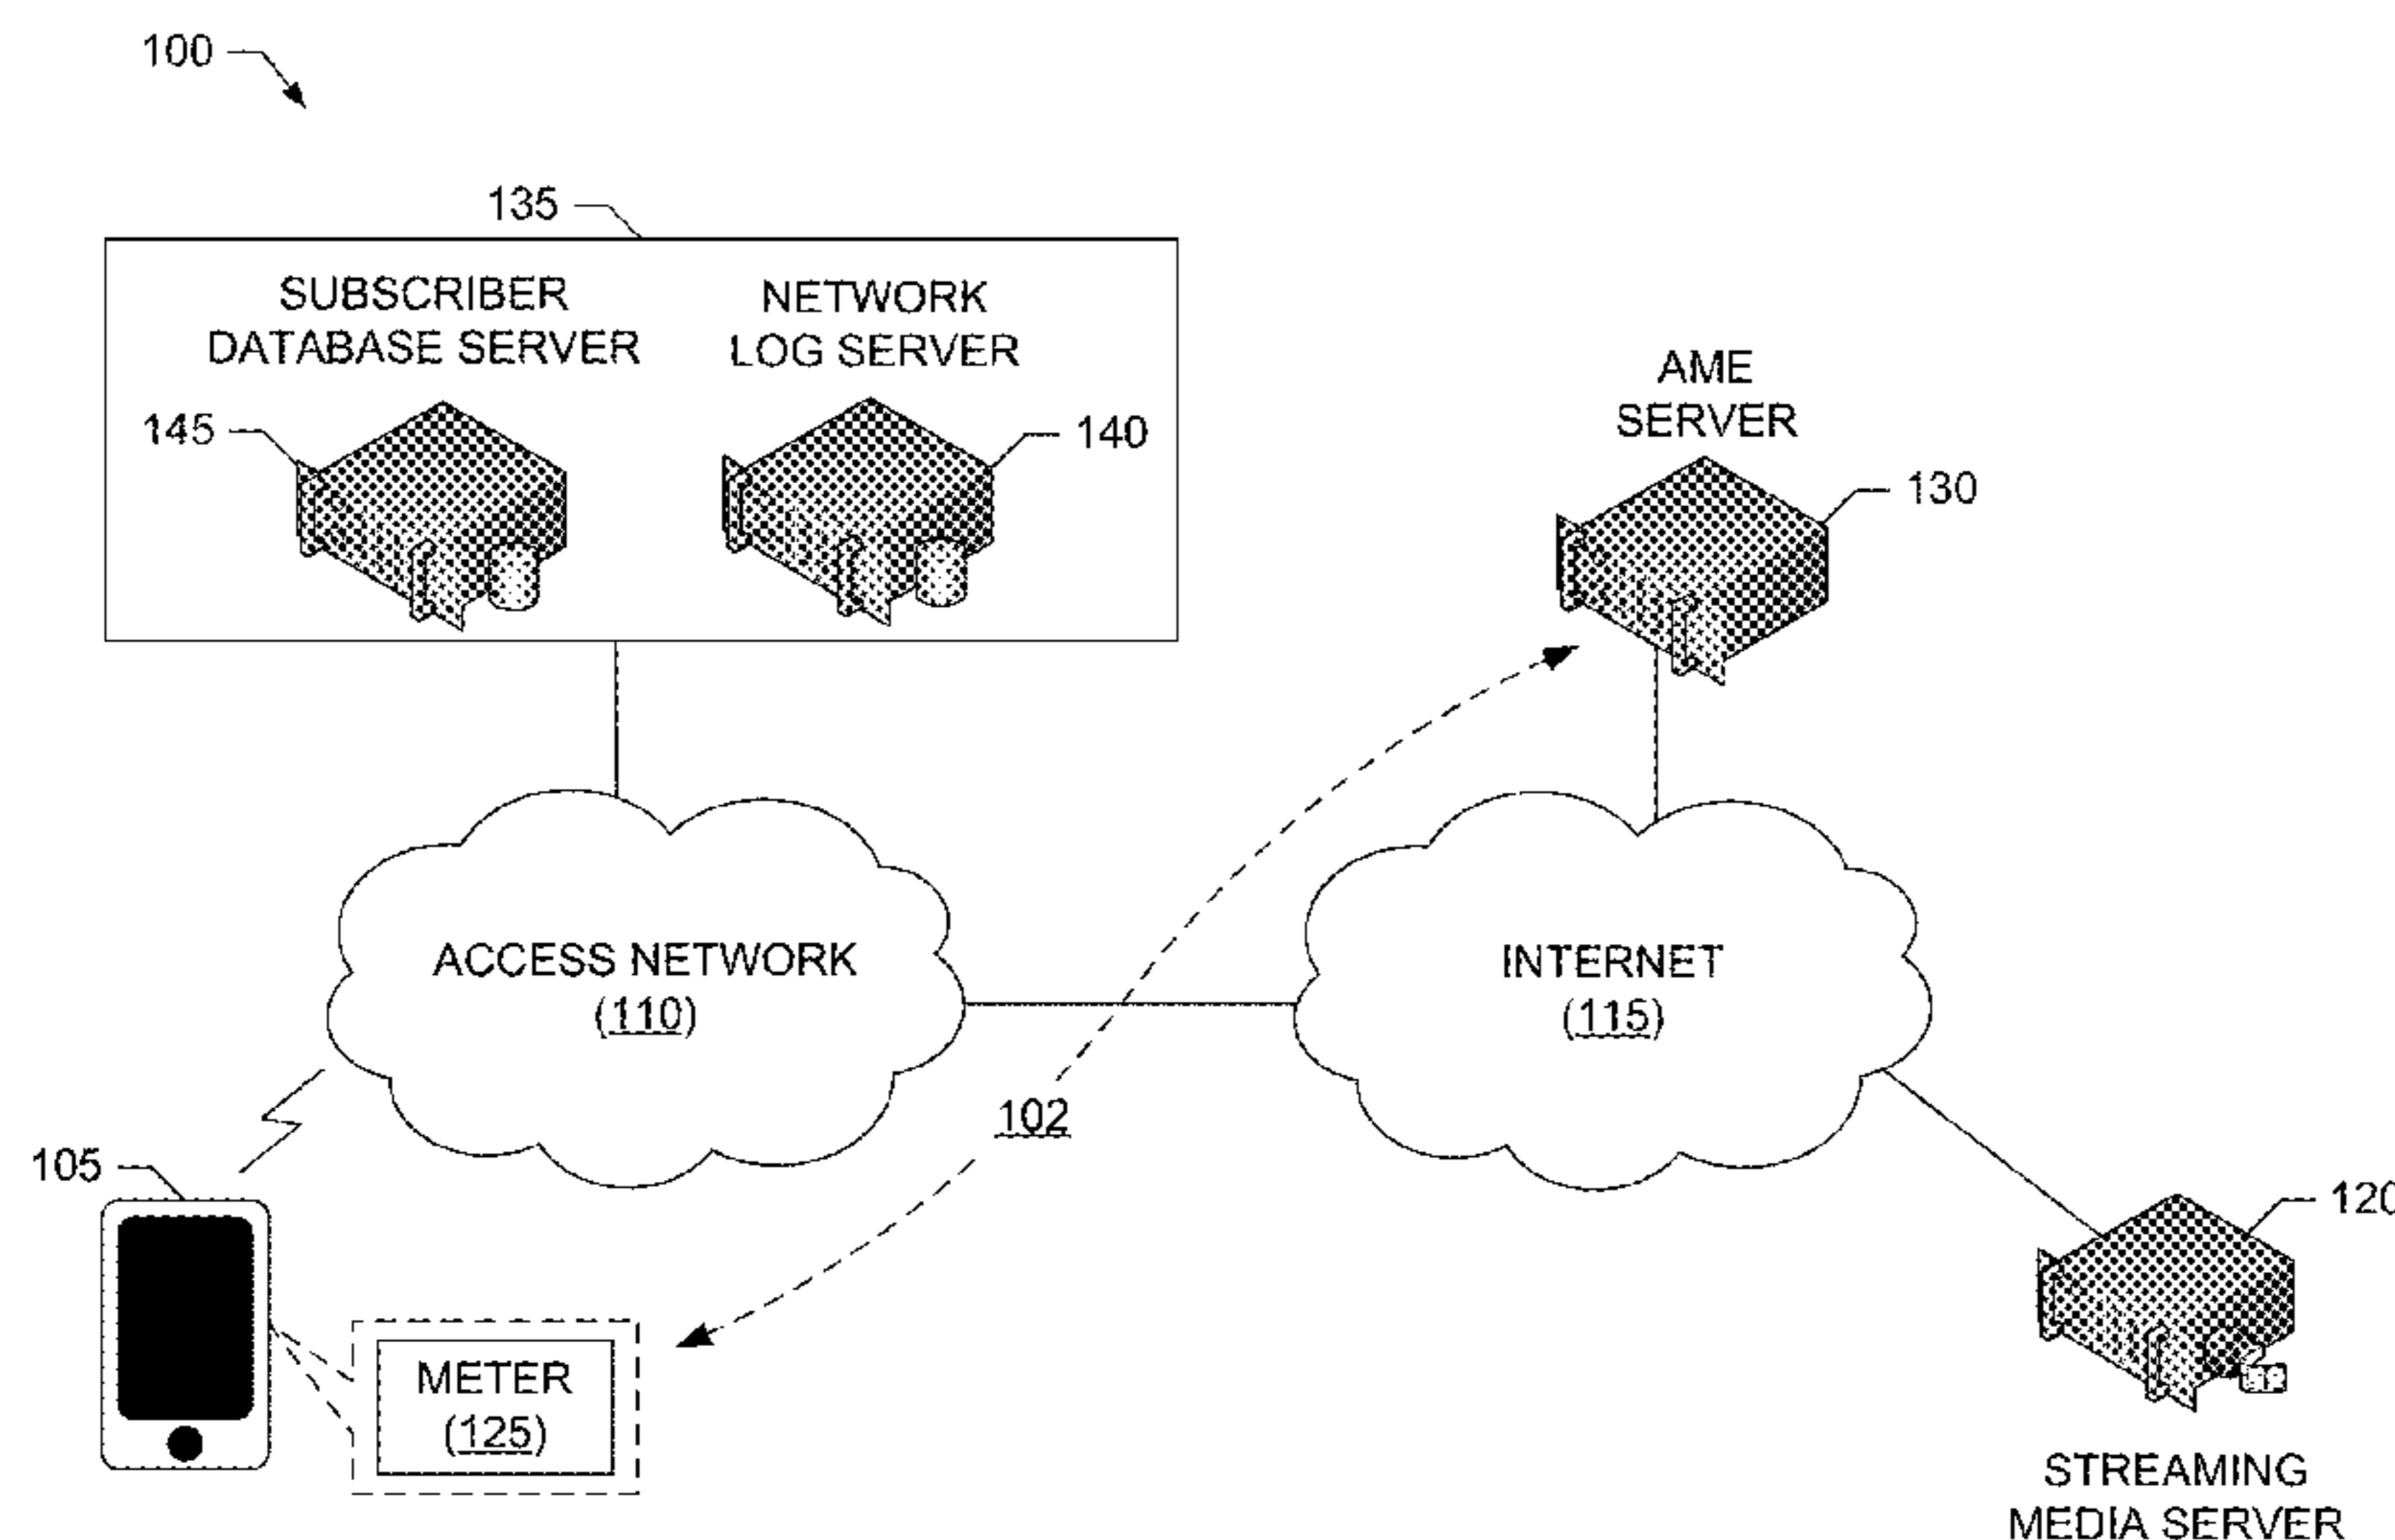 100
135
SUBSCRIBER
DATABASE SERVER
NETWORK
LOG SERVER
145
140
AME
SERVER
130
ACCESS NETWORK
(110)
INTERNET
(115)
102
105
METER
(125)
120
STREAMING
MEDIA SERVER